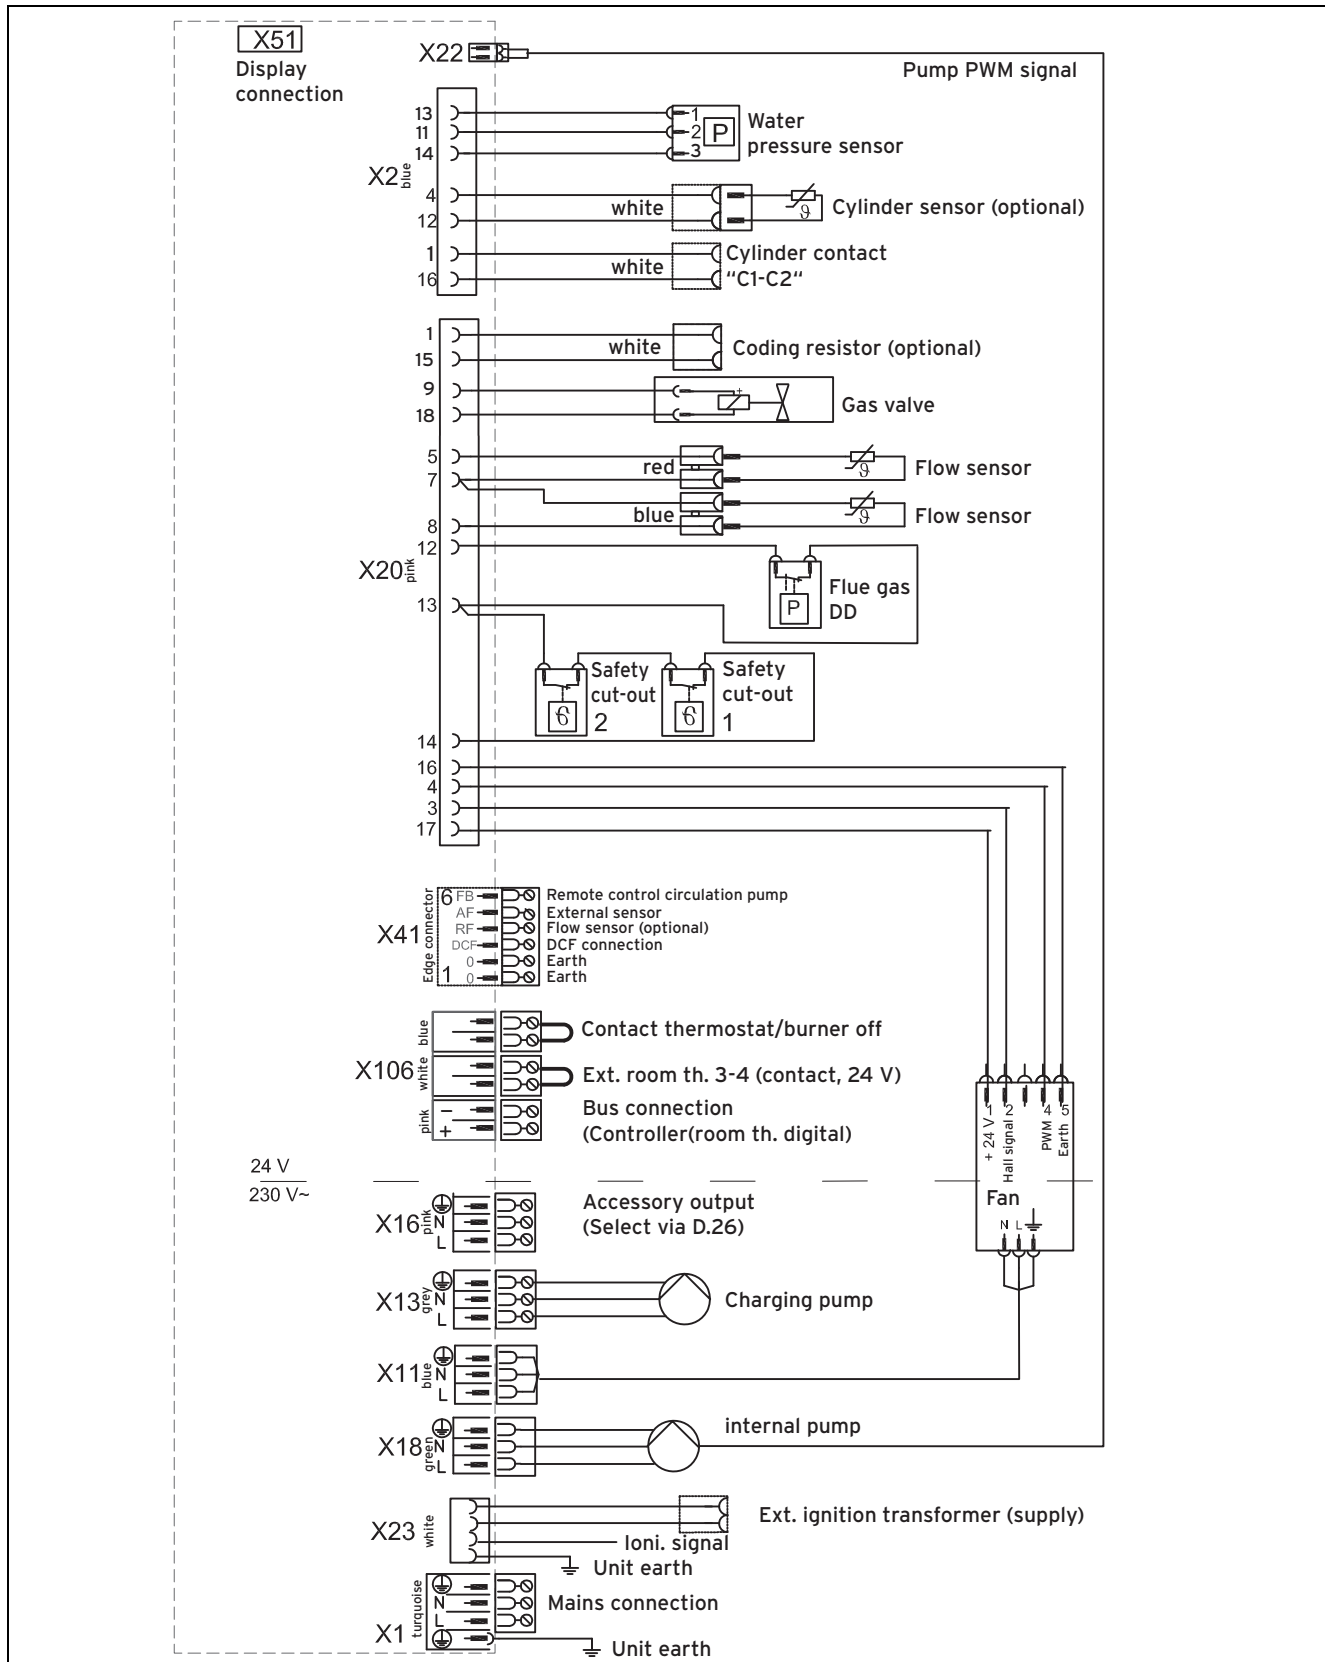 X51
Display
connection
X22
Pump PWM signal
X2 blue
13
11
14
4
12
1
16
1
2
3
P
Water
pressure sensor
white
ϑ
Cylinder sensor (optional)
white
Cylinder contact
“C1-C2“
X20 pink
1
15
9
18
5
7
8
12
13
14
16
4
3
17
white
Coding resistor (optional)
+
Gas valve
red
ϑ
Flow sensor
blue
ϑ
Flow sensor
P
Flue gas
DD
Safety
cut-out
2
Safety
cut-out
1
X41
Edge connector
6 FB
AF
RF
DCF
0
1 0
Remote control circulation pump
External sensor
Flow sensor (optional)
DCF connection
Earth
Earth
X106
blue
Contact thermostat/burner off
white
Ext. room th. 3-4 (contact, 24 V)
pink
−
+
Bus connection
(Controller(room th. digital)
1 2 4 5
+ 24 V
Hall signal
PWM
Earth
Fan
N L
24 V
230 V~
X16 pink
N
L
Accessory output
(Select via D.26)
X13 grey
N
L
Charging pump
X11 blue
N
L
X18 green
N
L
internal pump
X23 white
Ext. ignition transformer (supply)
Ioni. signal
Unit earth
X1 turquoise
N
L
Mains connection
Unit earth